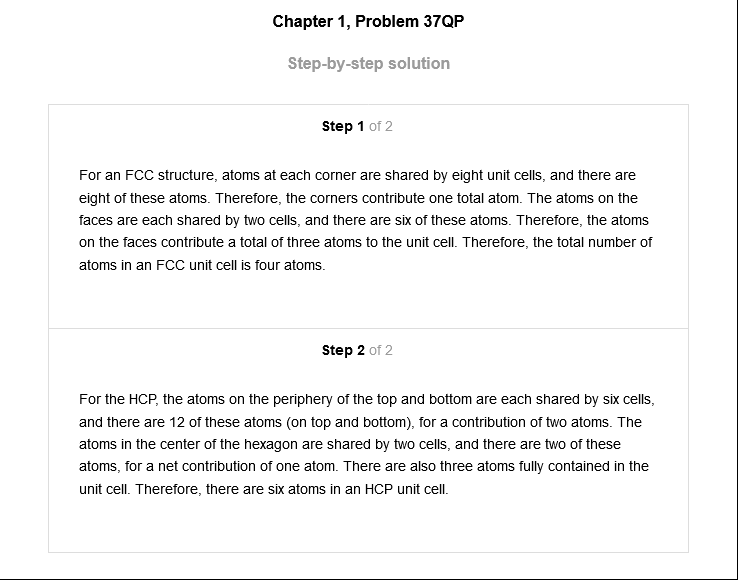 Chapter 1, Problem 37QP
Step-by-step solution
Step 1 of 2
For an FCC structure, atoms at each corner are shared by eight unit cells, and there are
eight of these atoms. Therefore, the corners contribute one total atom. The atoms on the
faces are each shared by two cells, and there are six of these atoms. Therefore, the atoms
on the faces contribute a total of three atoms to the unit cell. Therefore, the total number of
atoms in an FCC unit cell is four atoms.
Step 2 of 2
For the HCP, the atoms on the periphery of the top and bottom are each shared by six cells,
and there are 12 of these atoms (on top and bottom), for a contribution of two atoms. The
atoms in the center of the hexagon are shared by two cells, and there are two of these
atoms, for a net contribution of one atom. There are also three atoms fully contained in the
unit cell. Therefore, there are six atoms in an HCP unit cell.